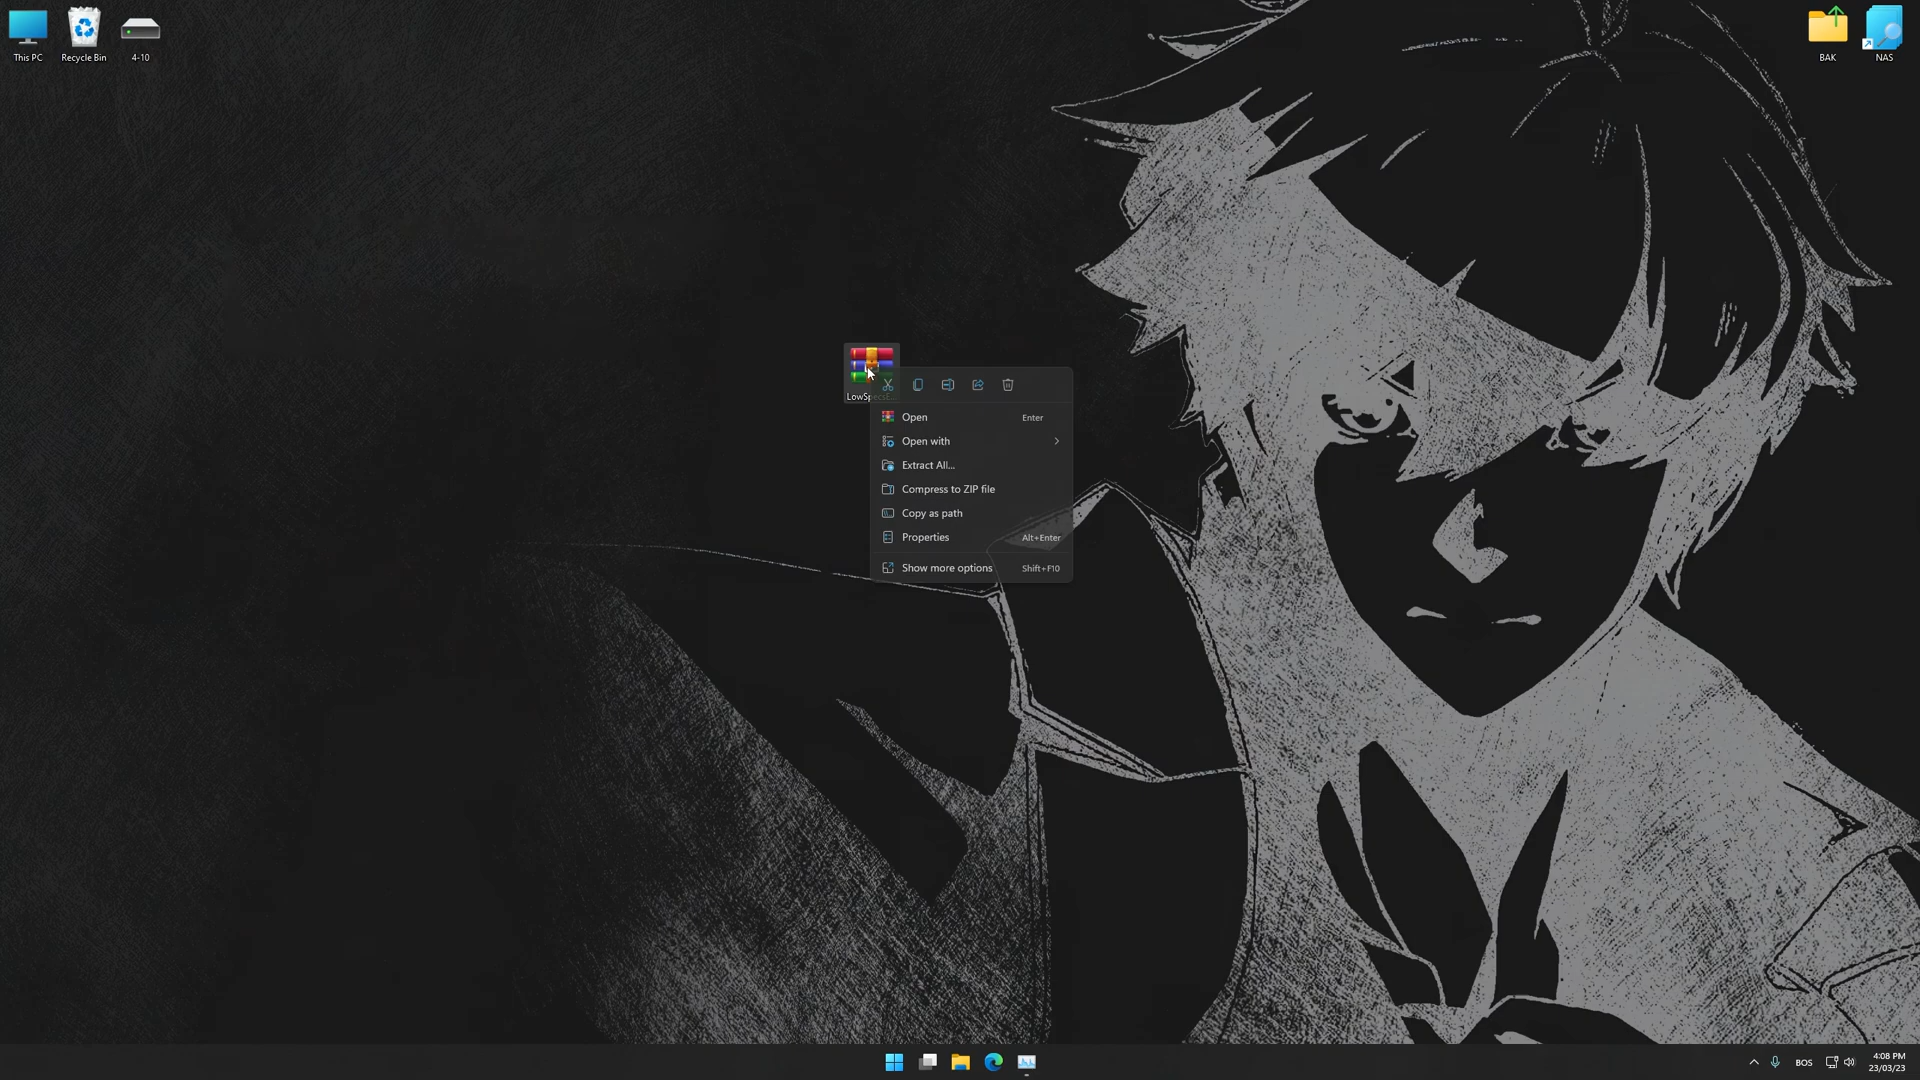 This PC
Recycle Bin
4-10
BAK
NAS
Open Enter
Open with
Extract All...
Compress to ZIP file
Copy as path
Properties Alt+Enter
Show more options Shift+F10
BOS
4:08 PM
23/03/23